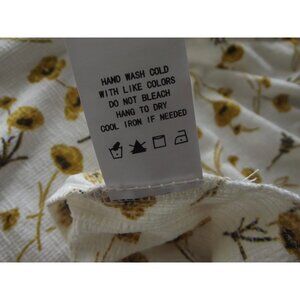 HAND WASH COLD
WITH LIKE COLORS
DO NOT BLEACH
HANG TO DRY
COOL IRON IF NEEDED